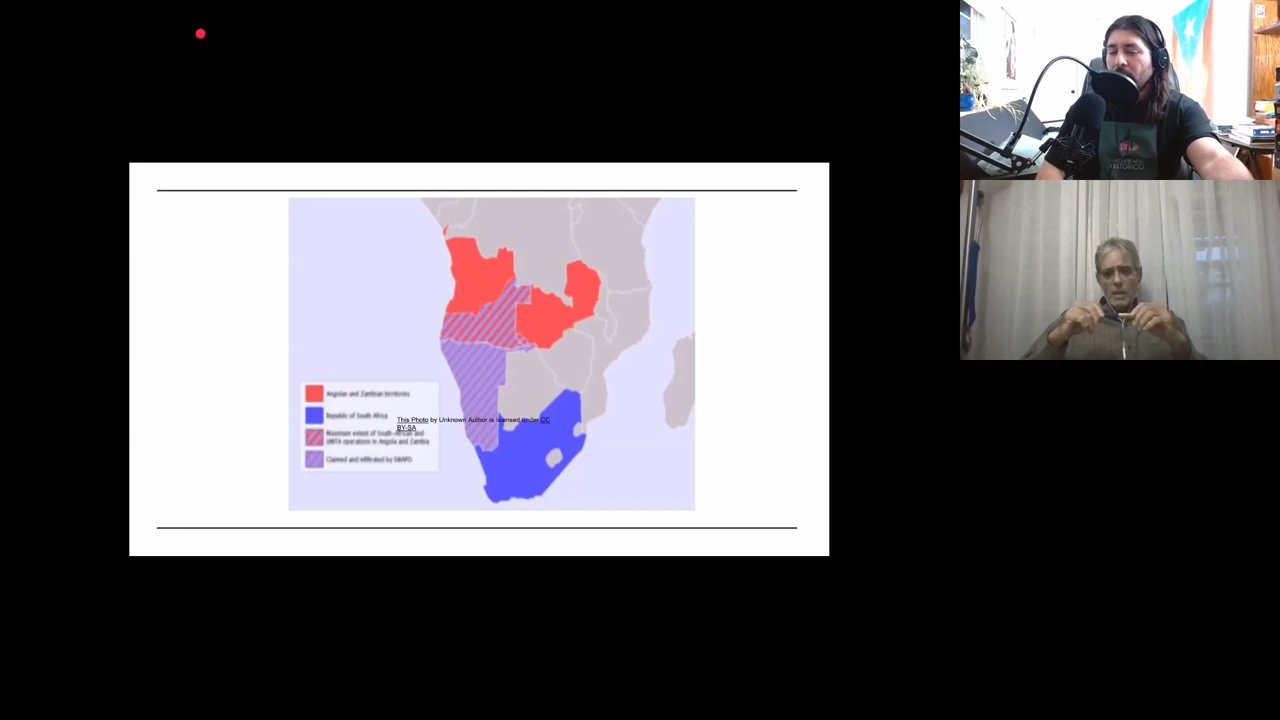 Angolan and Zambian territories
Republic of South Africa
Maximum extent of South-African and
UNITA operations in Angola and Zambia
Claimed and infiltrated by SWAPO
This Photo by Unknown Author is licensed under CC
BY-SA
HISTORICO